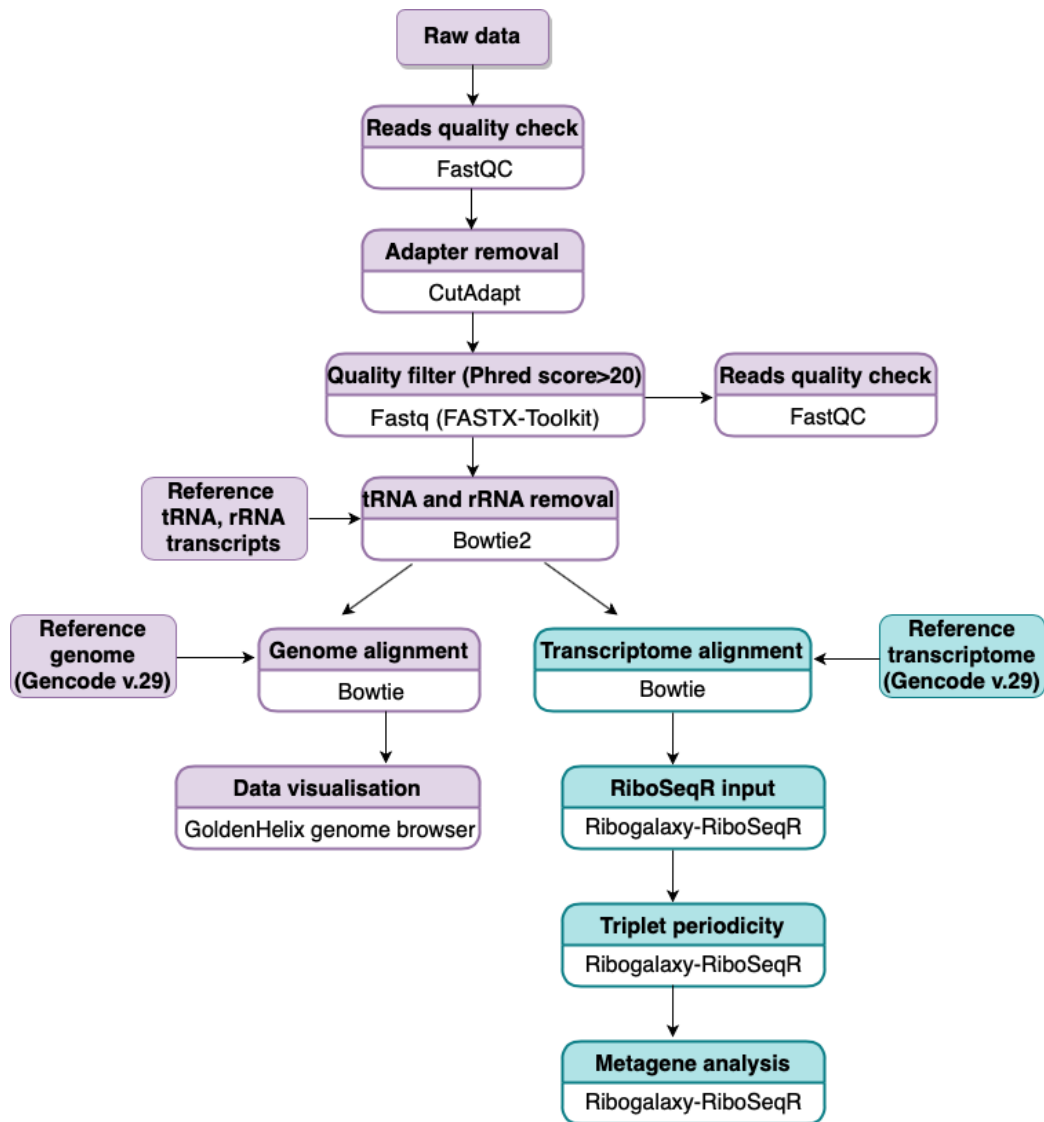 Raw data
Reads quality check
FastQC
Adapter removal
CutAdapt
Quality filter (Phred score>20)
Fastq (FASTX-Toolkit)
Reads quality check
FastQC
Reference
tRNA, rRNA
transcripts
tRNA and rRNA removal
Bowtie2
Reference
genome
(Gencode v.29)
Genome alignment
Bowtie
Transcriptome alignment
Bowtie
Reference
transcriptome
(Gencode v.29)
Data visualisation
GoldenHelix genome browser
RiboSeqR input
Ribogalaxy-RiboSeqR
Triplet periodicity
Ribogalaxy-RiboSeqR
Metagene analysis
Ribogalaxy-RiboSeqR